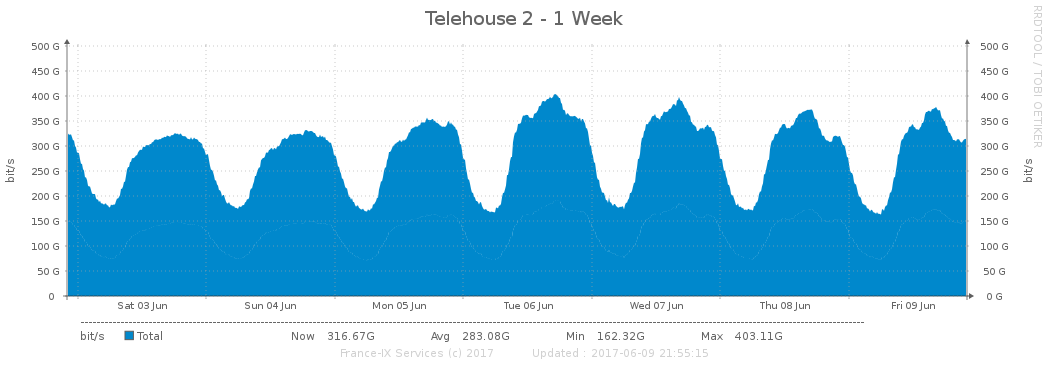 Telehouse 2 - 1 Week
RRDTOOL / TOBI OETIKER
500 G 500 G
450 G 450 G
400 G 400 G
350 G 350 G
300 G 300 G
250 G 250 G
200 G 200 G
150 G 150 G
100 G 100 G
50 G 50 G
0 0 G
bit/s bit/s
Sat 03 Jun Sun 04 Jun Mon 05 Jun Tue 06 Jun Wed 07 Jun Thu 08 Jun Fri 09 Jun
bit/s Total Now 316.67G Avg 283.08G Min 162.32G Max 403.11G
France-IX Services (c) 2017 Updated : 2017-06-09 21:55:15